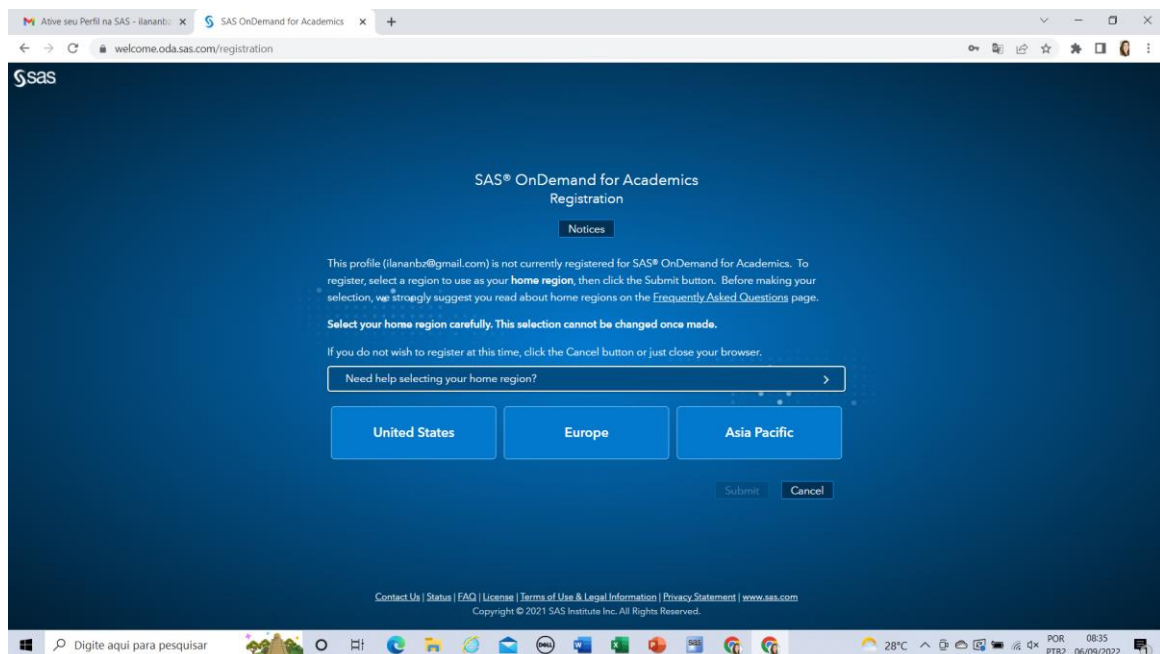 Ative seu Perfil na SAS - ilananbz
SAS OnDemand for Academics
welcome.oda.sas.com/registration
sas
SAS® OnDemand for Academics
Registration
Notices
This profile (ilananbz@gmail.com) is not currently registered for SAS® OnDemand for Academics. To
register, select a region to use as your home region, then click the Submit button. Before making your
selection, we strongly suggest you read about home regions on the Frequently Asked Questions page.
Select your home region carefully. This selection cannot be changed once made.
If you do not wish to register at this time, click the Cancel button or just close your browser.
Need help selecting your home region?
United States Europe Asia Pacific
Submit Cancel
Contact Us | Status | FAQ | License | Terms of Use & Legal Information | Privacy Statement | www.sas.com
Copyright © 2021 SAS Institute Inc. All Rights Reserved.
Digite aqui para pesquisar
DELL
sas
28°C
POR 08:35
PTB2 06/09/2022